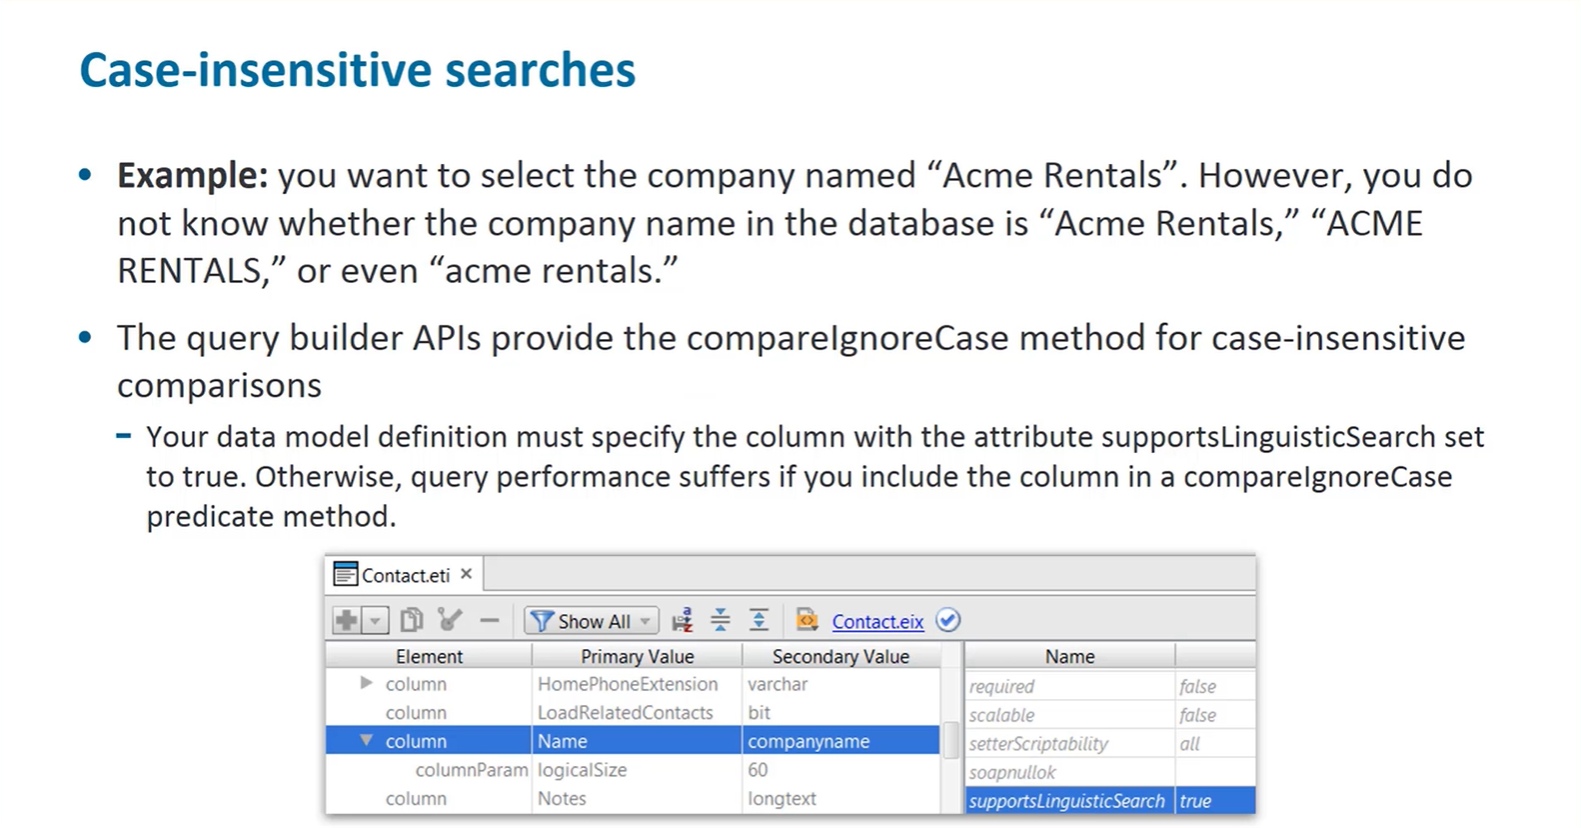 Case-insensitive searches
• Example: you want to select the company named “Acme Rentals”. However, you do
not know whether the company name in the database is “Acme Rentals,” “ACME
RENTALS,” or even “acme rentals.”
• The query builder APIs provide the compareIgnoreCase method for case-insensitive
comparisons
– Your data model definition must specify the column with the attribute supportsLinguisticSearch set
to true. Otherwise, query performance suffers if you include the column in a compareIgnoreCase
predicate method.
Contact.eti
Show All Contact.eix
Element Primary Value Secondary Value Name
column HomePhoneExtension varchar required false
column LoadRelatedContacts bit scalable false
column Name companyname setterScriptability all
columnParam logicalSize 60 soapnullok
column Notes longtext supportsLinguisticSearch true